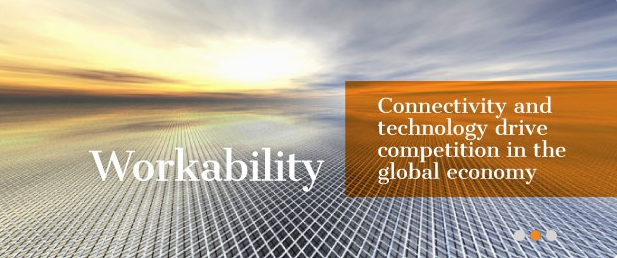 Workability
Connectivity and
technology drive
competition in the
global economy